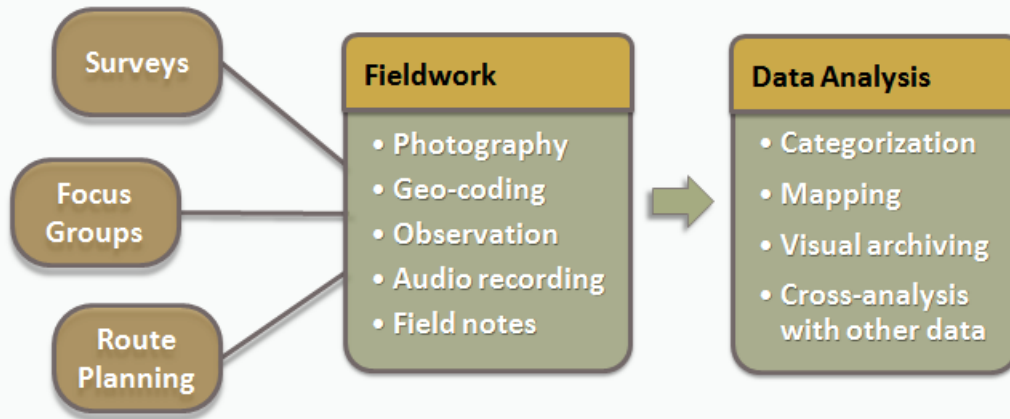 Surveys
Focus
Groups
Route
Planning
Fieldwork
• Photography
• Geo-coding
• Observation
• Audio recording
• Field notes
Data Analysis
• Categorization
• Mapping
• Visual archiving
• Cross-analysis
with other data